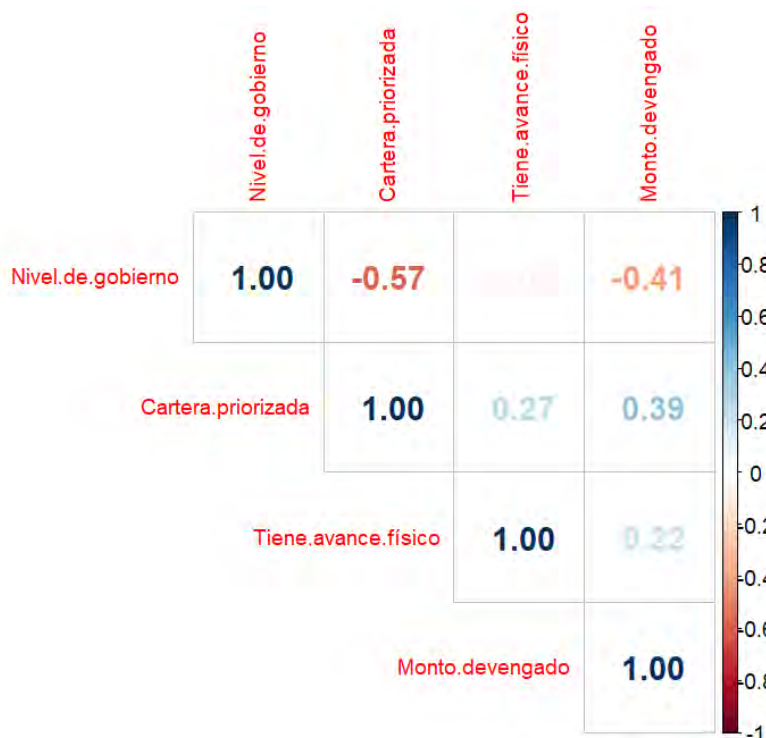 Nivel.de.gobierno
Cartera.priorizada
Tiene.avance.físico
Monto.devengado
Nivel.de.gobierno 1.00 -0.57 -0.41
Cartera.priorizada 1.00 0.27 0.39
Tiene.avance.físico 1.00 0.22
Monto.devengado 1.00
1
0.8
0.6
0.4
0.2
0
-0.2
-0.4
-0.6
-0.8
-1